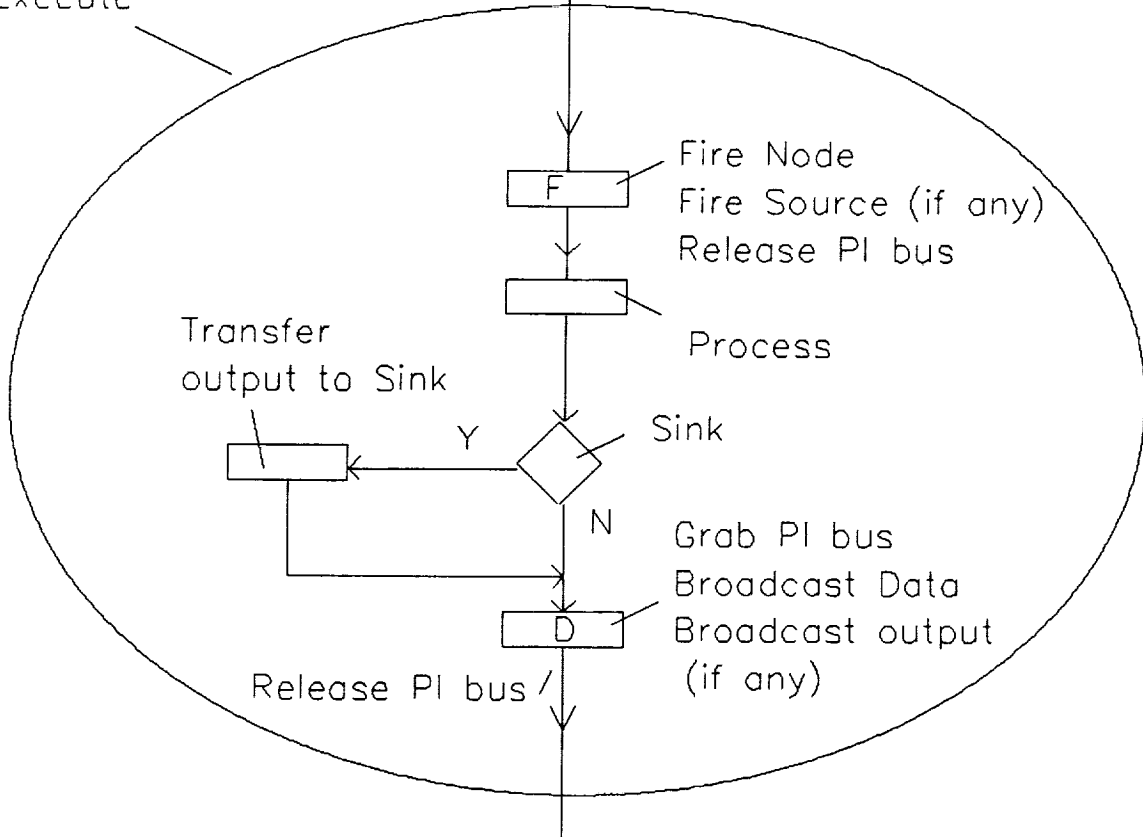 Execute
F
Fire Node
Fire Source (if any)
Release PI bus
Process
Transfer
output to Sink
Y
Sink
N
Grab PI bus
Broadcast Data
D
Broadcast output
(if any)
Release PI bus